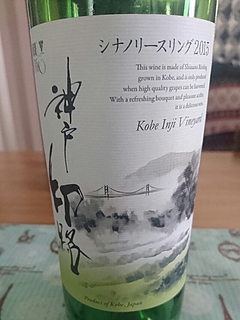 シナノリースリング 2015
This wine is made of Shinano Riesling
grown in Kobe, and is only produced
when high quality grapes can be harvested.
With a refreshing bouquet and pleasant acidity
it is a delicious wine.
Kobe Inji Vineyard
神戸印路
Product of Kobe, Japan